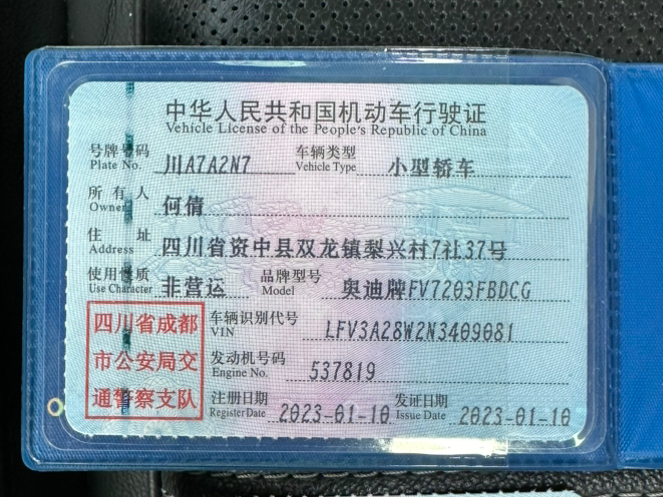 中华人民共和国机动车行驶证
Vehicle License of the People's Republic of China
号牌号码 川A7A2N7 车辆类型 小型轿车
Plate No. Vehicle Type
所有人 何倩
Owner
住址 四川省资中县双龙镇梨兴村7社37号
Address
使用性质 非营运 品牌型号 奥迪牌FV7203FBDCG
Use Character Model
四川省成都
市公安局交
通警察支队
车辆识别代号 LFV3A28W2N3409081
VIN
发动机号码 537819
Engine No.
注册日期 2023-01-10 发证日期 2023-01-10
Register Date Issue Date